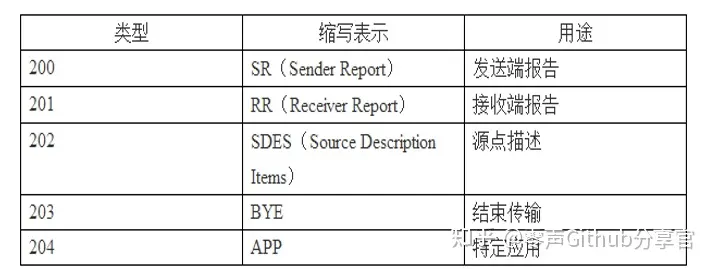 类型 缩写表示 用途
200 SR（Sender Report） 发送端报告
201 RR（Receiver Report） 接收端报告
202 SDES（Source Description 源点描述
Items）
203 BYE 结束传输
204 APP 特定应用
知乎 @声Github分享官